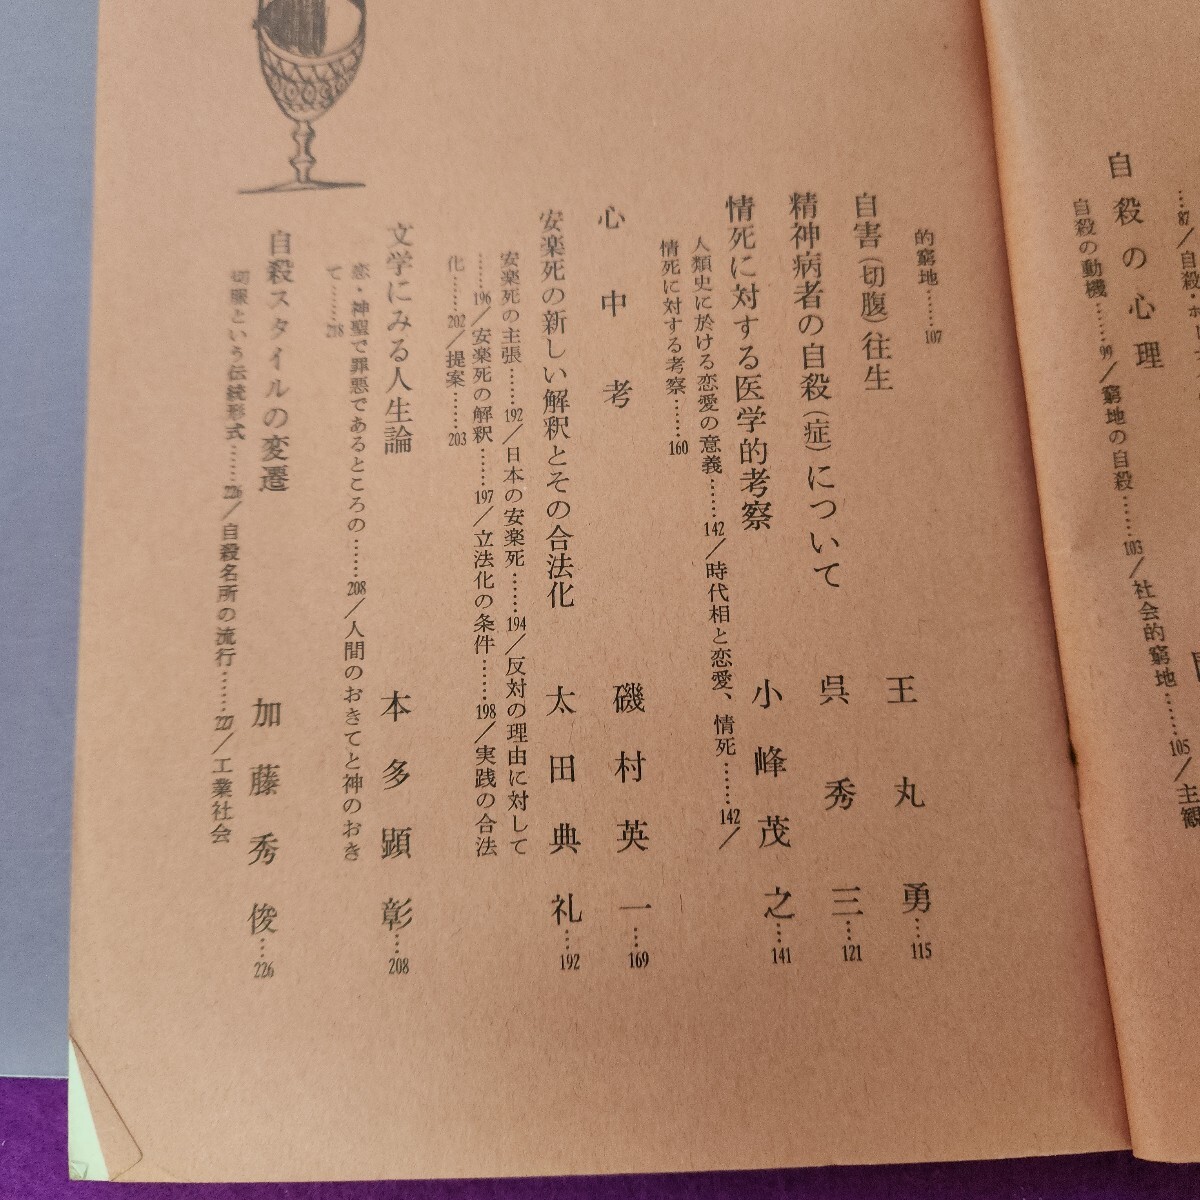 …87／自殺・ホ
自殺の心理
自殺の動機……99／窮地の自殺……103／社会的窮地……105／主観
的窮地……107
自害（切腹）往生　王丸勇…115
精神病者の自殺（症）について　呉秀三…121
情死に対する医学的考察　小峰茂之…141
人類史に於ける恋愛の意義……142／時代相と恋愛、情死……142／
情死に対する考察……160
心中考　磯村英一…169
安楽死の新しい解釈とその合法化　太田典礼…192
安楽死の主張……192／日本の安楽死……194／反対の理由に対して
……196／安楽死の解釈……197／立法化の条件……198／実践の合法
化……202／提案……203
文学にみる人生論　本多顕彰…208
恋・神聖で罪悪であるところの……208／人間のおきてと神のおき
て……218
自殺スタイルの変遷　加藤秀俊…226
切腹という伝統形式……226／自殺名所の流行……227／工業社会